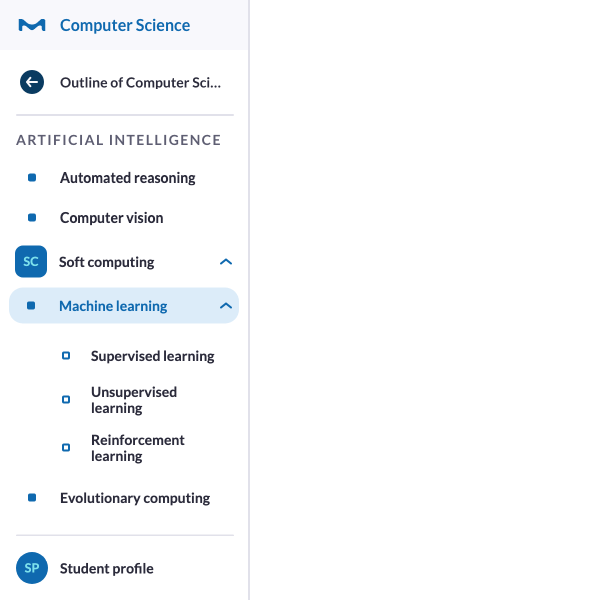 Computer Science
Outline of Computer Sci...
ARTIFICIAL INTELLIGENCE
Automated reasoning
Computer vision
SC Soft computing
Machine learning
Supervised learning
Unsupervised
learning
Reinforcement
learning
Evolutionary computing
SP Student profile